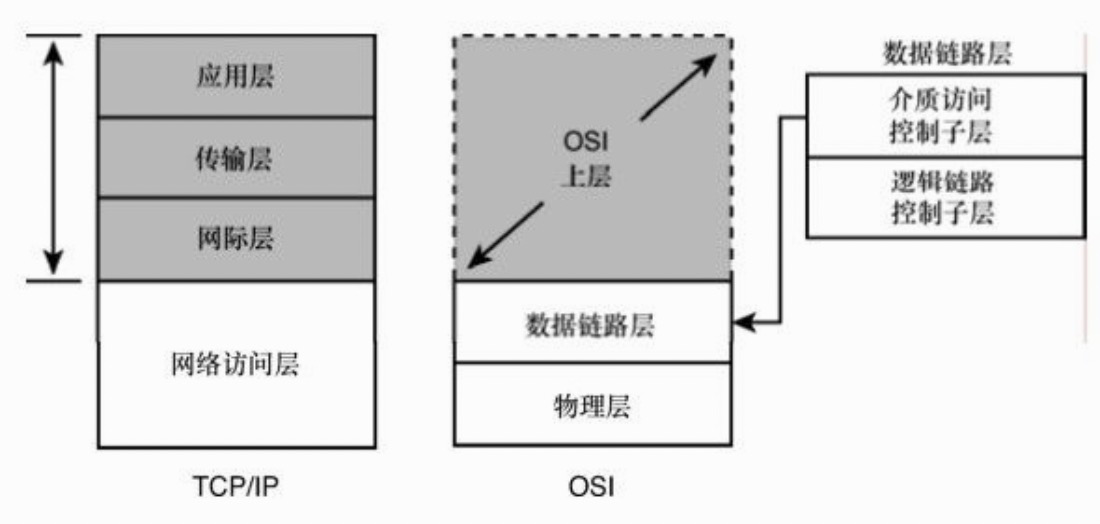 应用层
传输层
网际层
网络访问层
TCP/IP
OSI
上层
数据链路层
物理层
OSI
数据链路层
介质访问
控制子层
逻辑链路
控制子层